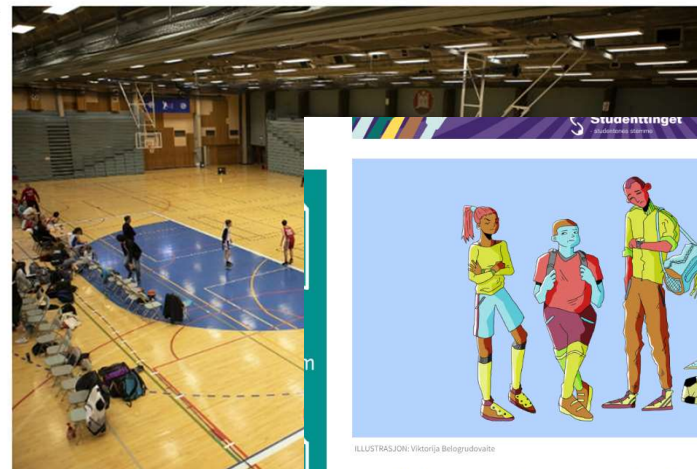 Studenttinget
- studentenes stemme
m
ILLUSTRASJON: Viktorija Belogrudovaite